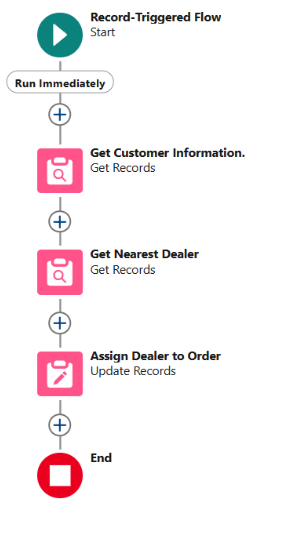 Record-Triggered Flow
Start
Run Immediately
Get Customer Information.
Get Records
Get Nearest Dealer
Get Records
Assign Dealer to Order
Update Records
End